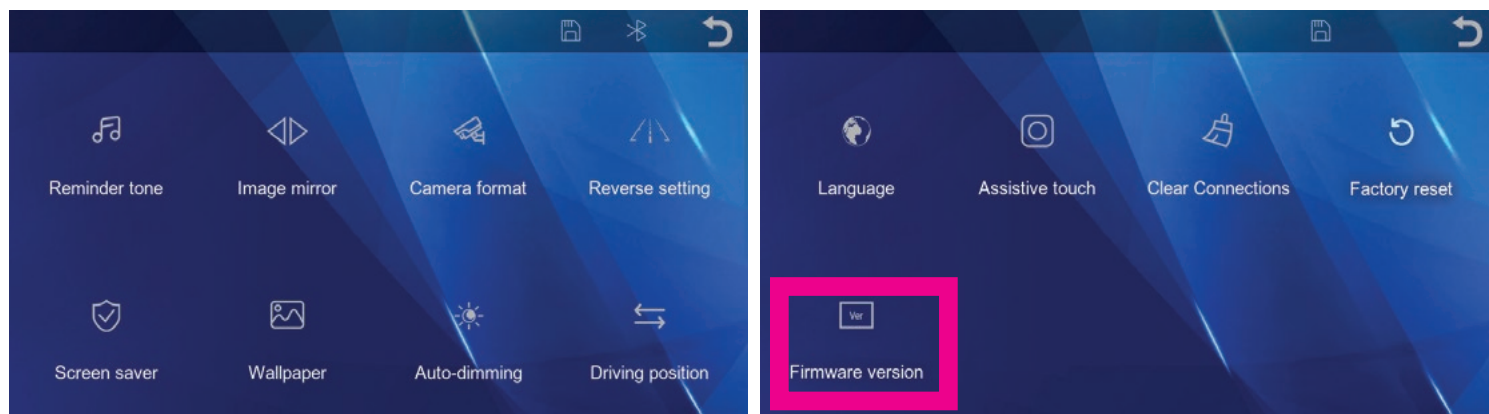 Reminder tone
Image mirror
Camera format
Reverse setting
Screen saver
Wallpaper
Auto-dimming
Driving position
Language
Assistive touch
Clear Connections
Factory reset
Ver
Firmware version